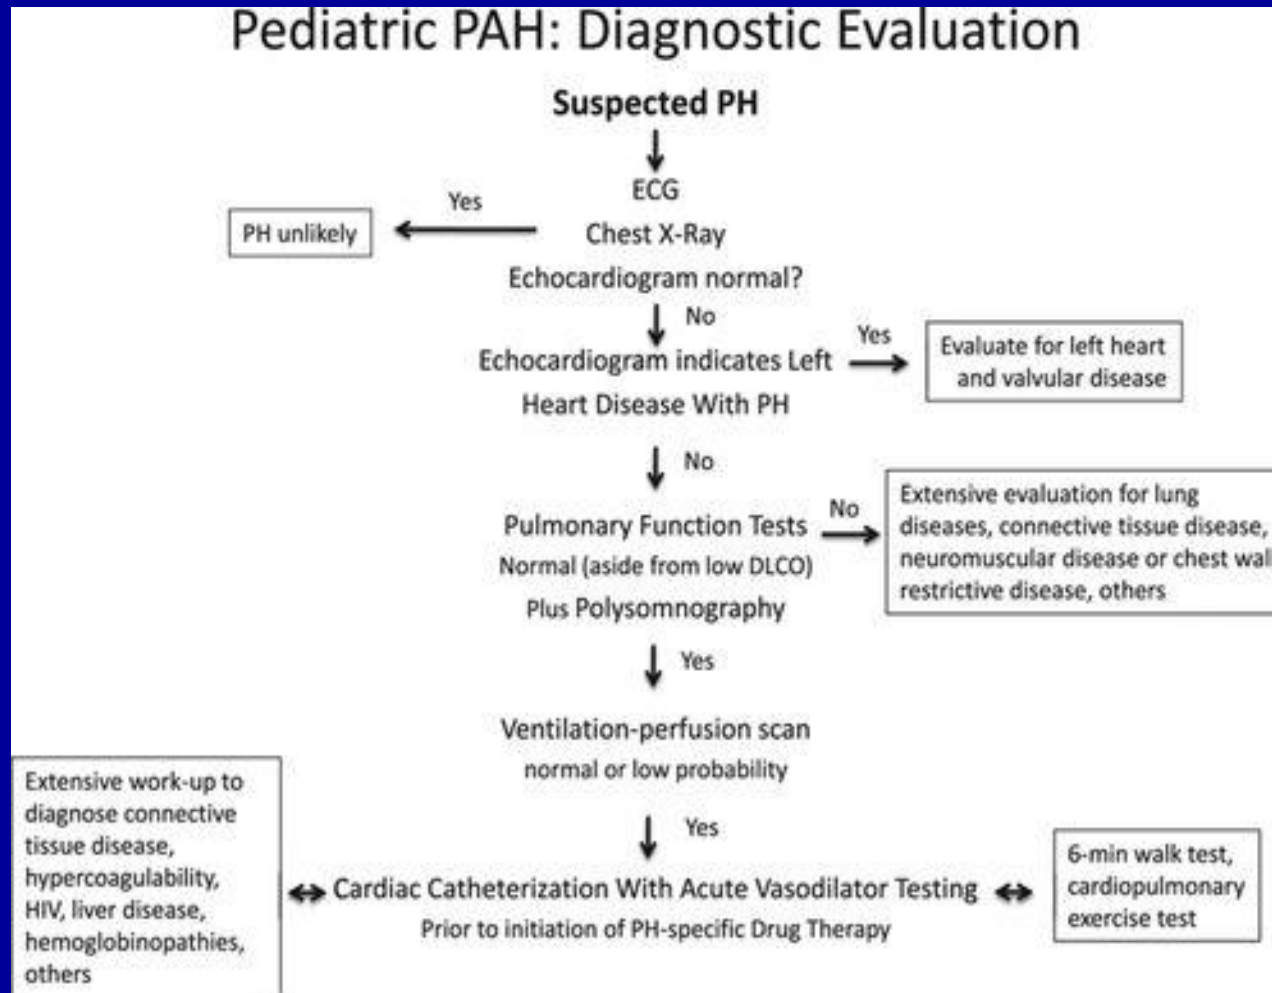 Pediatric PAH: Diagnostic Evaluation
Suspected PH
ECG
Yes
PH unlikely
Chest X-Ray
Echocardiogram normal?
No
Echocardiogram indicates Left
Heart Disease With PH
Yes
Evaluate for left heart
and valvular disease
No
Pulmonary Function Tests
Normal (aside from low DLCO)
Plus Polysomnography
No
Extensive evaluation for lung
diseases, connective tissue disease,
neuromuscular disease or chest wall
restrictive disease, others
Yes
Ventilation-perfusion scan
normal or low probability
Yes
Extensive work-up to
diagnose connective
tissue disease,
hypercoagulability,
HIV, liver disease,
hemoglobinopathies,
others
Cardiac Catheterization With Acute Vasodilator Testing
Prior to initiation of PH-specific Drug Therapy
6-min walk test,
cardiopulmonary
exercise test